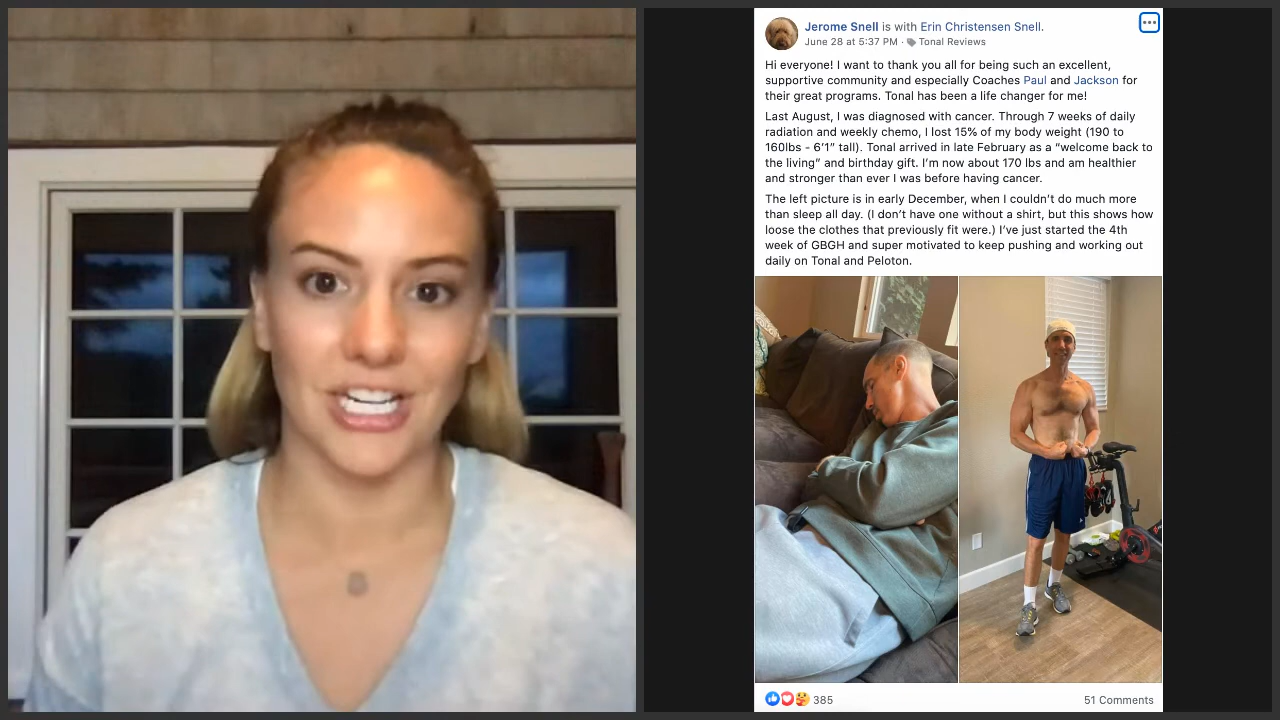 Jerome Snell is with Erin Christensen Snell.
June 28 at 5:37 PM · Tonal Reviews
Hi everyone! I want to thank you all for being such an excellent,
supportive community and especially Coaches Paul and Jackson for
their great programs. Tonal has been a life changer for me!
Last August, I was diagnosed with cancer. Through 7 weeks of daily
radiation and weekly chemo, I lost 15% of my body weight (190 to
160lbs - 6’1” tall). Tonal arrived in late February as a “welcome back to
the living” and birthday gift. I’m now about 170 lbs and am healthier
and stronger than ever I was before having cancer.
The left picture is in early December, when I couldn’t do much more
than sleep all day. (I don’t have one without a shirt, but this shows how
loose the clothes that previously fit were.) I’ve just started the 4th
week of GBGH and super motivated to keep pushing and working out
daily on Tonal and Peloton.
385
51 Comments